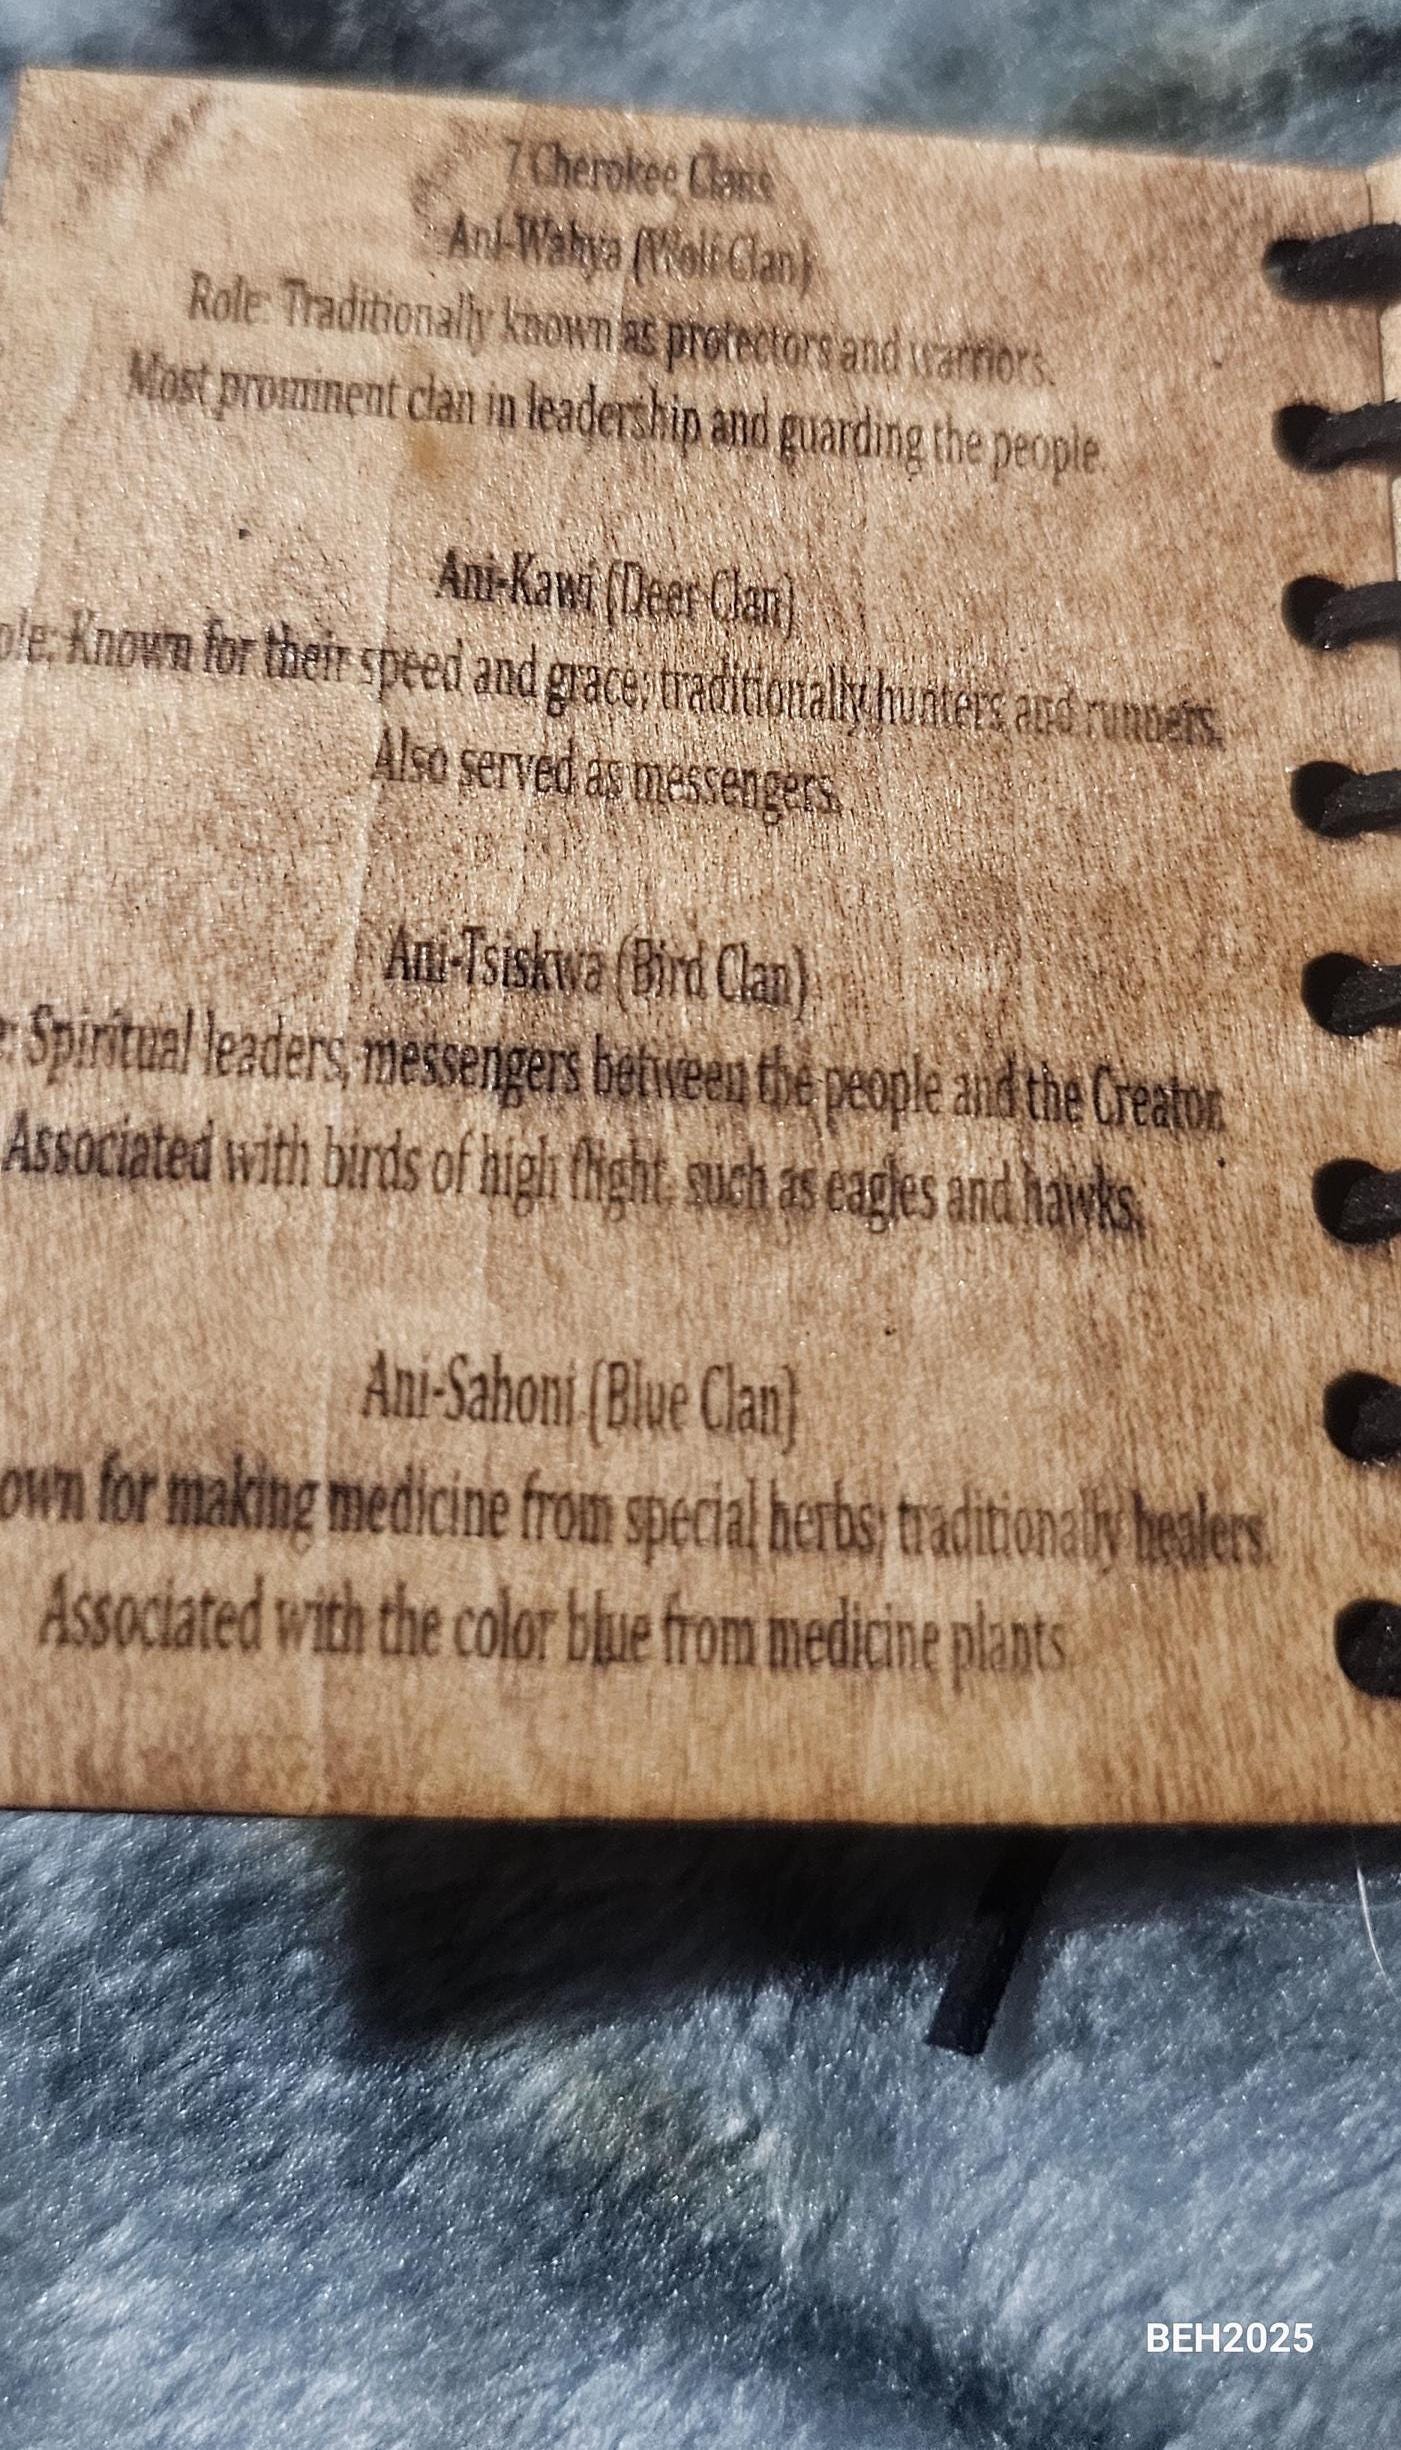 7 Cherokee Clans
Ani-Wahya (Wolf Clan)
Role: Traditionally known as protectors and warriors.
Most prominent clan in leadership and guarding the people.
Ani-Kawi (Deer Clan)
ole: Known for their speed and grace; traditionally hunters and runners.
Also served as messengers.
Ani-Tsiskwa (Bird Clan)
e: Spiritual leaders, messengers between the people and the Creator.
Associated with birds of high flight, such as eagles and hawks.
Ani-Sahoni (Blue Clan)
own for making medicine from special herbs; traditionally healers.
Associated with the color blue from medicine plants.
BEH2025